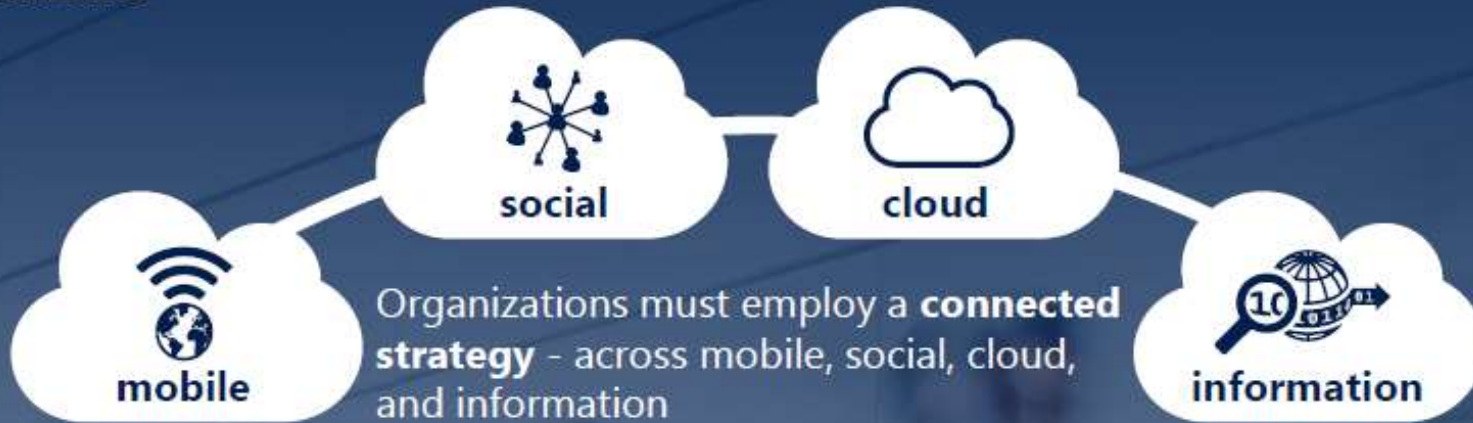 social
cloud
mobile
Organizations must employ a connected
strategy - across mobile, social, cloud,
and information
information